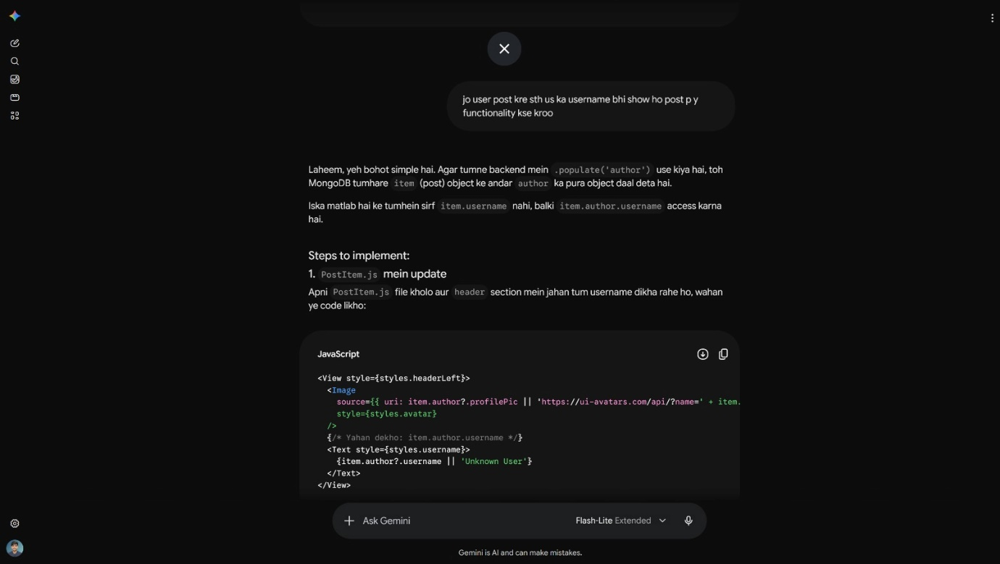 jo user post kre sth us ka username bhi show ho post p y
functionality kse kroo
Laheem, yeh bohot simple hai. Agar tumne backend mein .populate('author') use kiya hai, toh
MongoDB tumhare item (post) object ke andar author ka pura object daal deta hai.
Iska matlab hai ke tumhein sirf item.username nahi, balki item.author.username access karna
hai.
Steps to implement:
1. PostItem.js mein update
Apni PostItem.js file kholo aur header section mein jahan tum username dikha rahe ho, wahan
ye code likho:
JavaScript
<View style={styles.headerLeft}>
<Image
source={{ uri: item.author?.profilePic || 'https://ui-avatars.com/api/?name=' + item.
style={styles.avatar}
/>
{/* Yahan dekho: item.author.username */}
<Text style={styles.username}>
{item.author?.username || 'Unknown User'}
</Text>
</View>
Ask Gemini
Flash-Lite Extended
Gemini is AI and can make mistakes.